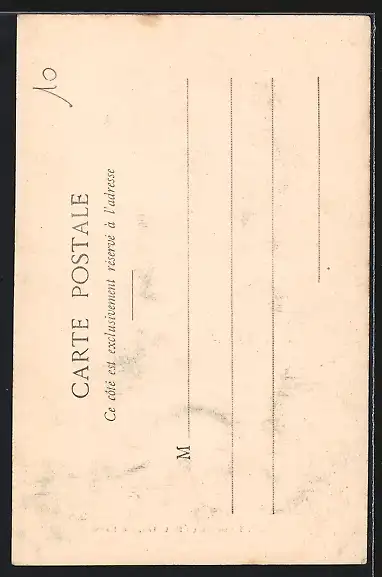 10
CARTE POSTALE
Ce côté est exclusivement réservé à l'adresse
M